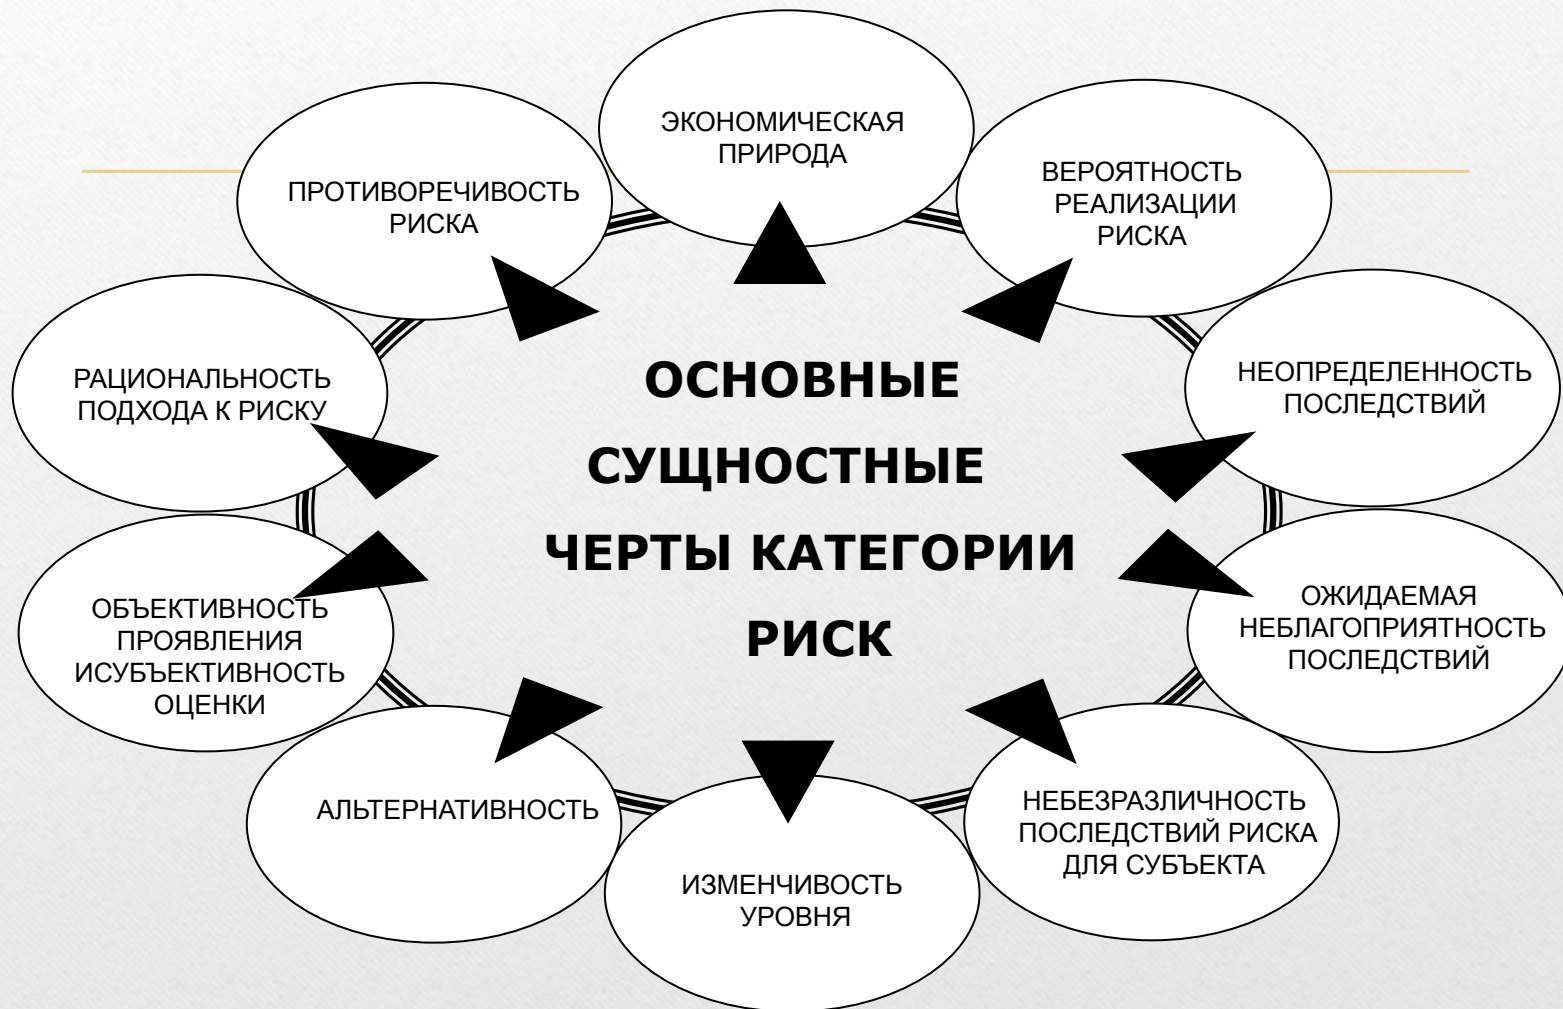 ЭКОНОМИЧЕСКАЯ
ПРИРОДА
ВЕРОЯТНОСТЬ
РЕАЛИЗАЦИИ
РИСКА
НЕОПРЕДЕЛЕННОСТЬ
ПОСЛЕДСТВИЙ
ОЖИДАЕМАЯ
НЕБЛАГОПРИЯТНОСТЬ
ПОСЛЕДСТВИЙ
НЕБЕЗРАЗЛИЧНОСТЬ
ПОСЛЕДСТВИЙ РИСКА
ДЛЯ СУБЪЕКТА
ИЗМЕНЧИВОСТЬ
УРОВНЯ
АЛЬТЕРНАТИВНОСТЬ
ОБЪЕКТИВНОСТЬ
ПРОЯВЛЕНИЯ
ИСУБЪЕКТИВНОСТЬ
ОЦЕНКИ
РАЦИОНАЛЬНОСТЬ
ПОДХОДА К РИСКУ
ПРОТИВОРЕЧИВОСТЬ
РИСКА
ОСНОВНЫЕ
СУЩНОСТНЫЕ
ЧЕРТЫ КАТЕГОРИИ
РИСК